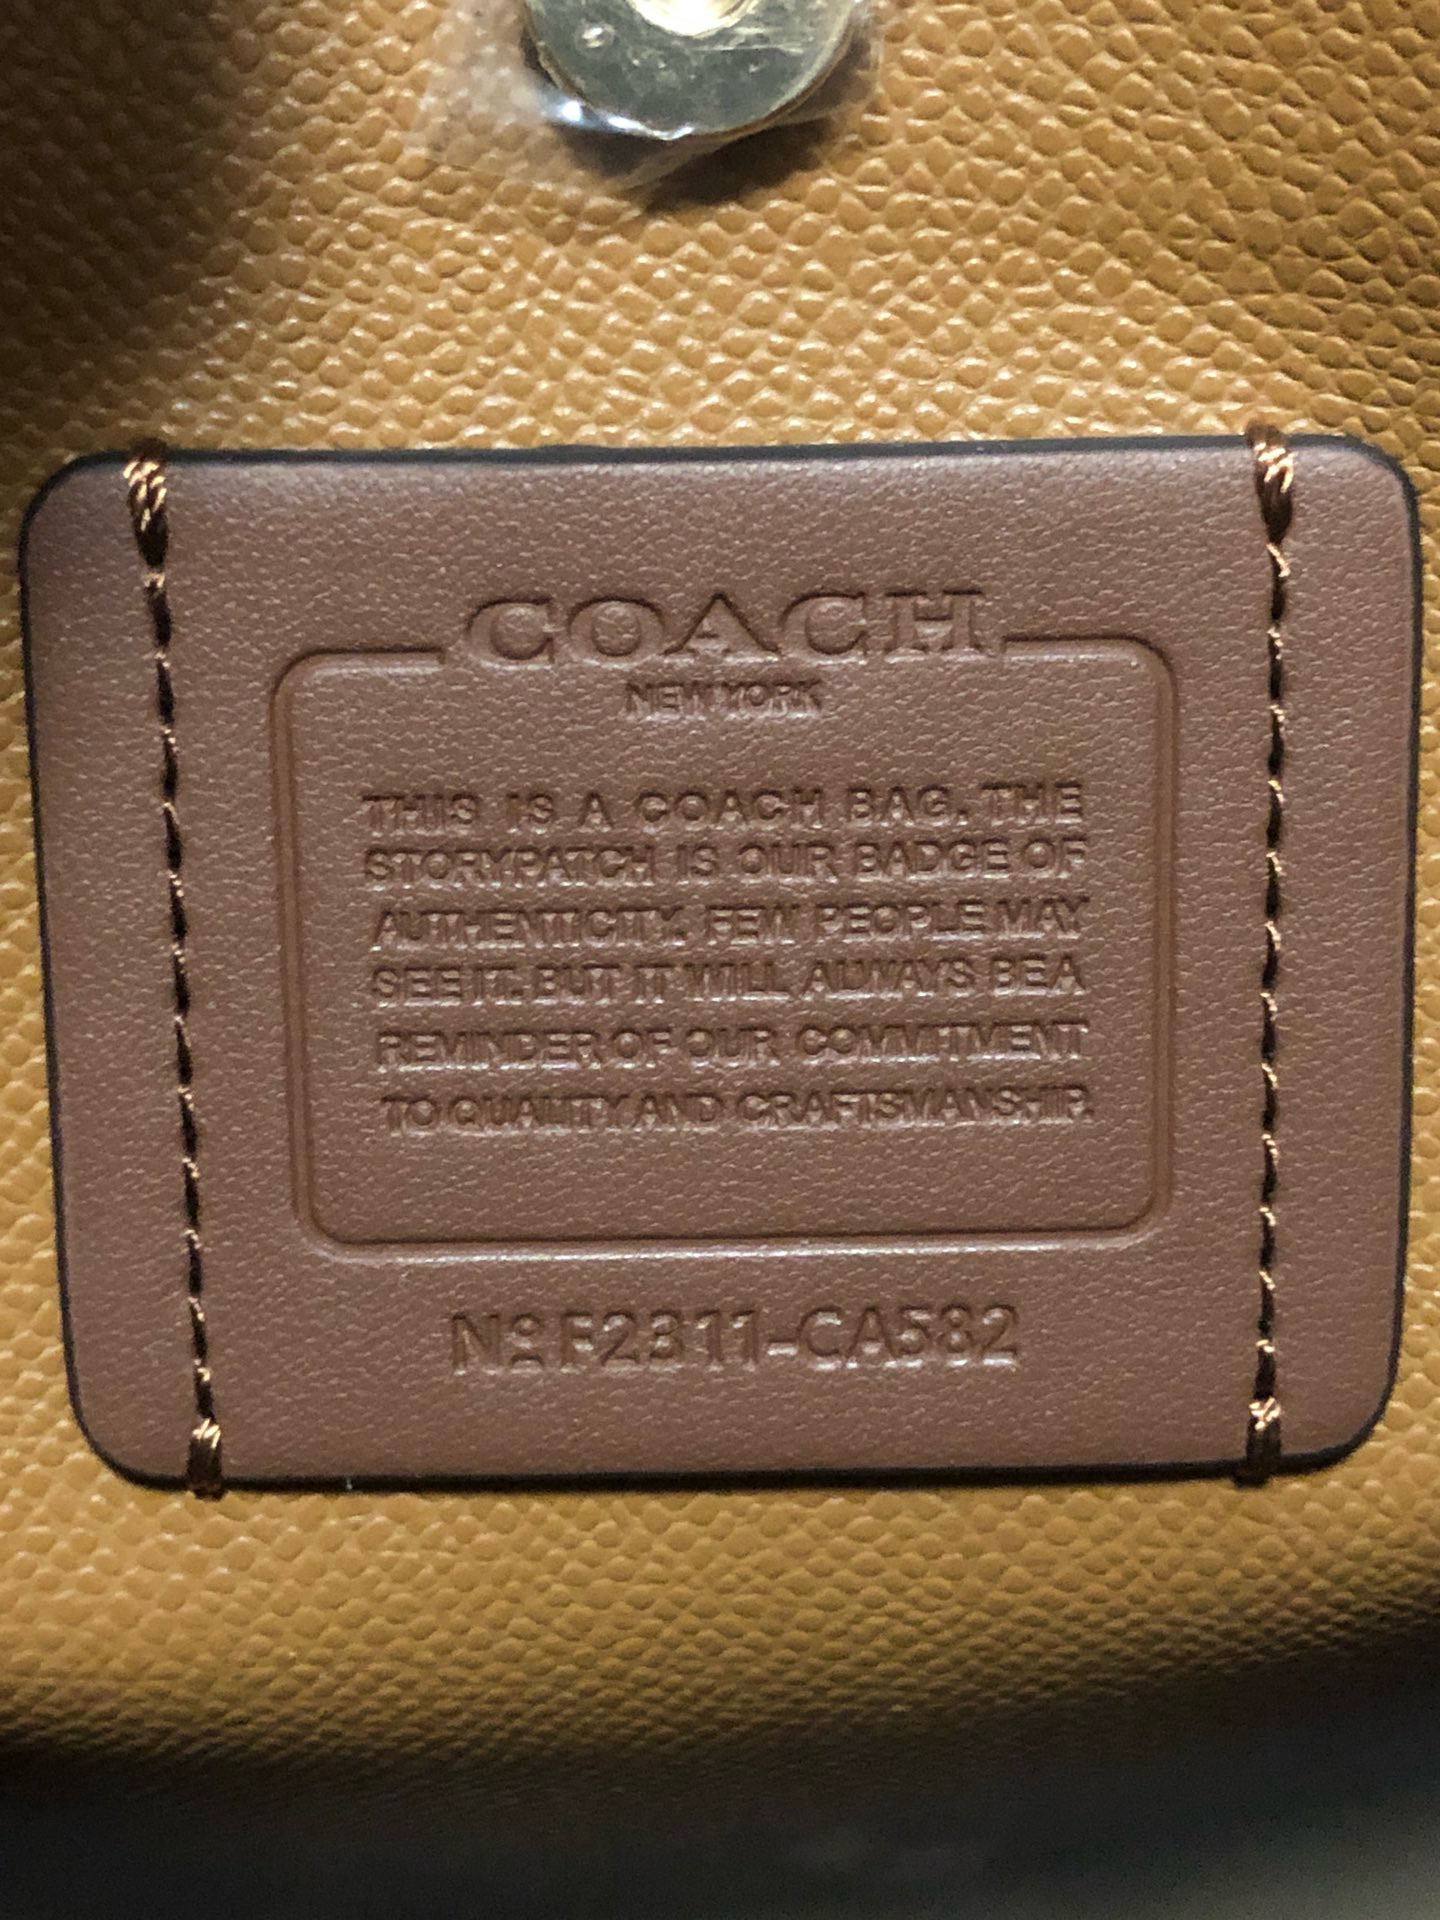 COACH
NEW YORK
THIS IS A COACH BAG. THE
STORYPATCH IS OUR BADGE OF
AUTHENTICITY. FEW PEOPLE MAY
SEE IT. BUT IT WILL ALWAYS BE A
REMINDER OF OUR COMMITMENT
TO QUALITY AND CRAFTSMANSHIP.
Nº F2311-CA582